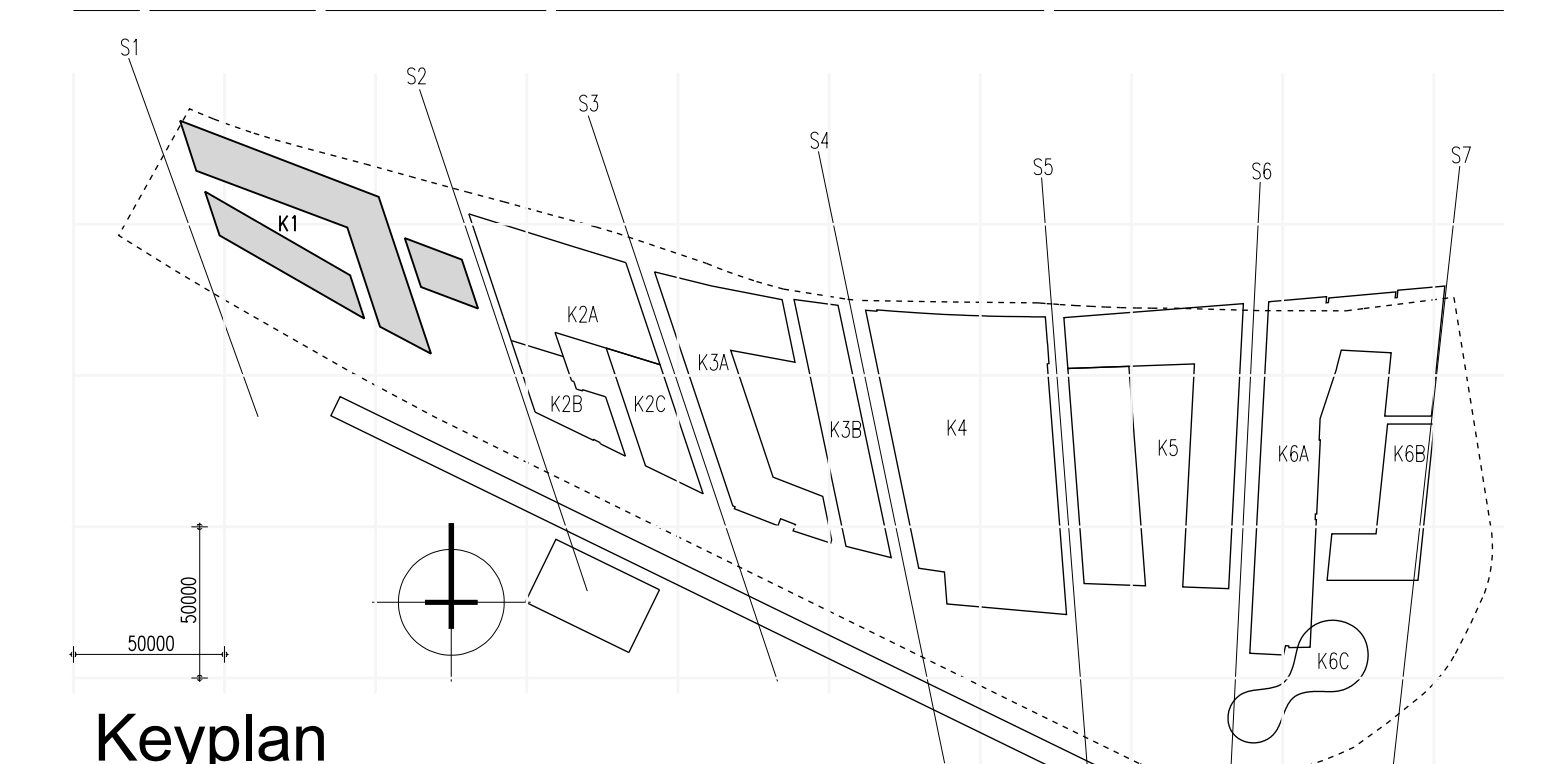 S1
S2
S3
S4
S5
S7
S6
K1
K2A
K3A
K2B
K2C
K3B
K4
K5
K6A
K6B
50000
50000
K6C
Keyplan